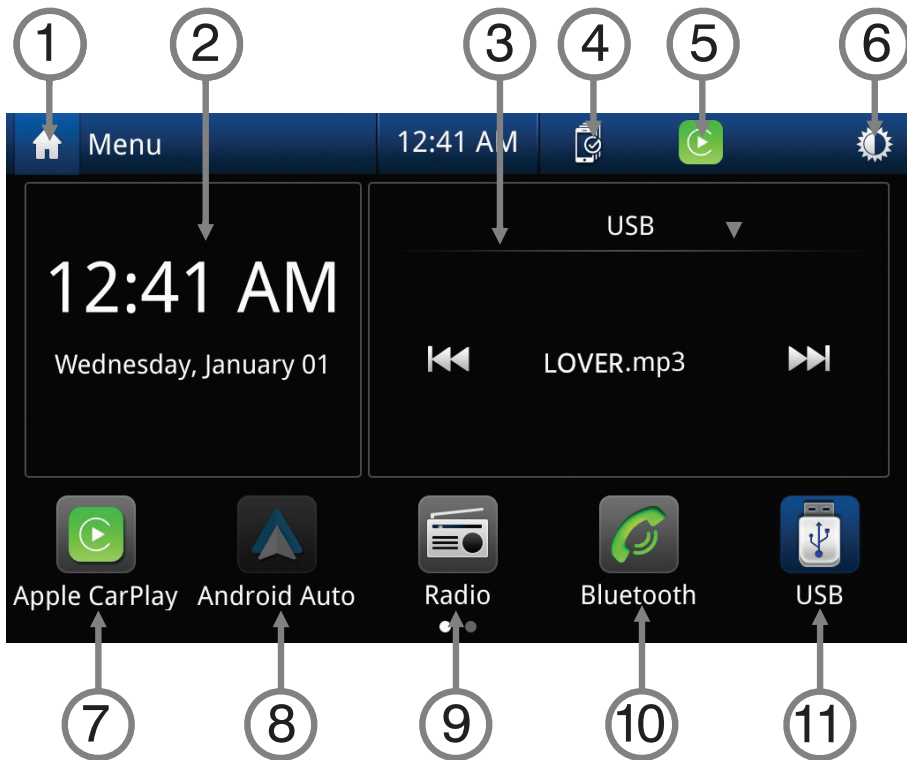 1 2 3 4 5 6
Menu 12:41 AM
USB
12:41 AM
Wednesday, January 01
LOVER.mp3
Apple CarPlay Android Auto Radio Bluetooth USB
7 8 9 10 11